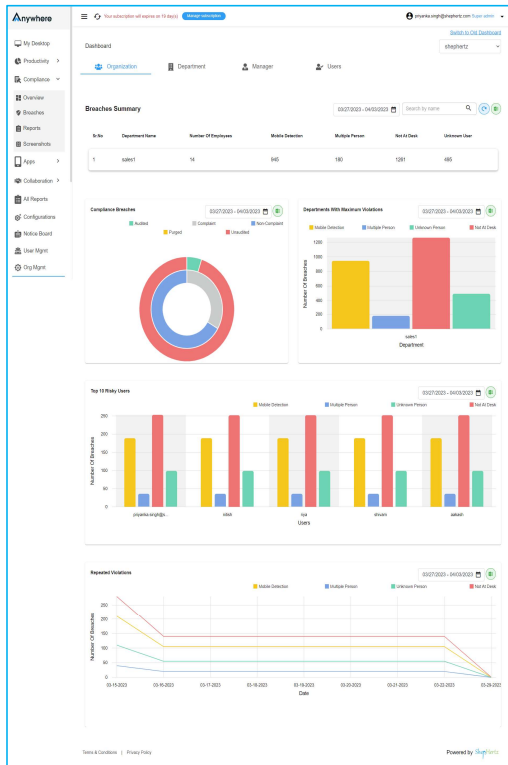 Anywhere
Your subscription will expires on 19 day(s)
Manage subscription
priyanka.singh@shephertz.com Super admin
My Desktop
Productivity
Compliance
Overview
Breaches
Reports
Screenshots
Apps
Collaboration
All Reports
Configurations
Notice Board
User Mgmt
Org Mgmt
Switch to Old Dashboard
Dashboard
shephertz
Organization Department Manager Users
Breaches Summary
03/27/2023 - 04/03/2023
Search by name
Sr.No Department Name Number Of Employees Mobile Detection Multiple Person Not At Desk Unknown User
1 sales1 14 945 180 1261 495
Compliance Breaches
03/27/2023 - 04/03/2023
Audited Complaint Non-Compaint
Purged Unaudited
Departments With Maximum Violations
03/27/2023 - 04/03/2023
Mobile Detection Multiple Person Unknown Person Not At Desk
1200
1000
800
600
400
200
0
Number Of Breaches
sales1
Department
Top 10 Risky Users
03/27/2023 - 04/03/2023
Mobile Detection Multiple Person Unknown Person Not At Desk
250
200
150
100
50
0
Number Of Breaches
priyanka.singh@s... nitish riya shivam aakash
Users
Repeated Violations
03/27/2023 - 04/03/2023
Mobile Detection Multiple Person Unknown Person Not At Desk
250
200
150
100
50
0
Number Of Breaches
03-15-2023 03-16-2023 03-17-2023 03-18-2023 03-19-2023 03-20-2023 03-21-2023 03-22-2023 03-29-2023
Date
Terms & Conditions | Privacy Policy
Powered by ShepHertz